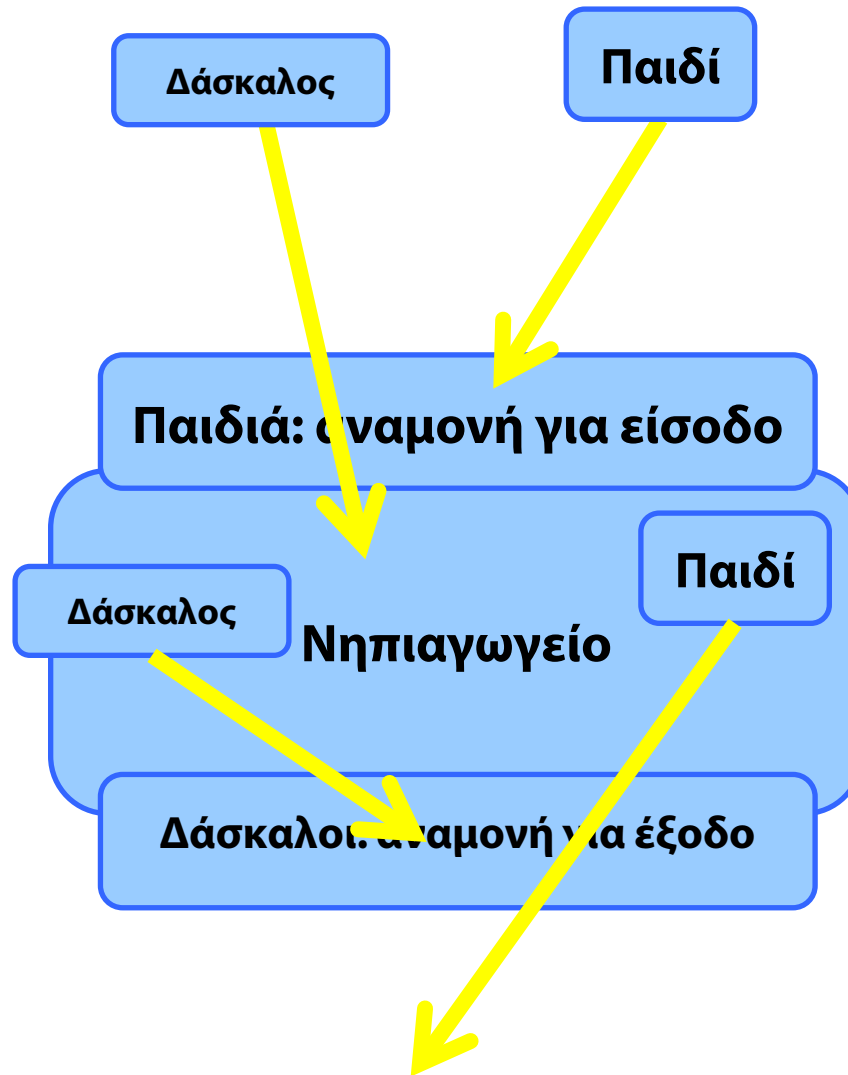 Δάσκαλος
Παιδί
Παιδιά: αναμονή για είσοδο
Παιδί
Δάσκαλος
Νηπιαγωγείο
Δάσκαλοι: αναμονή για έξοδο